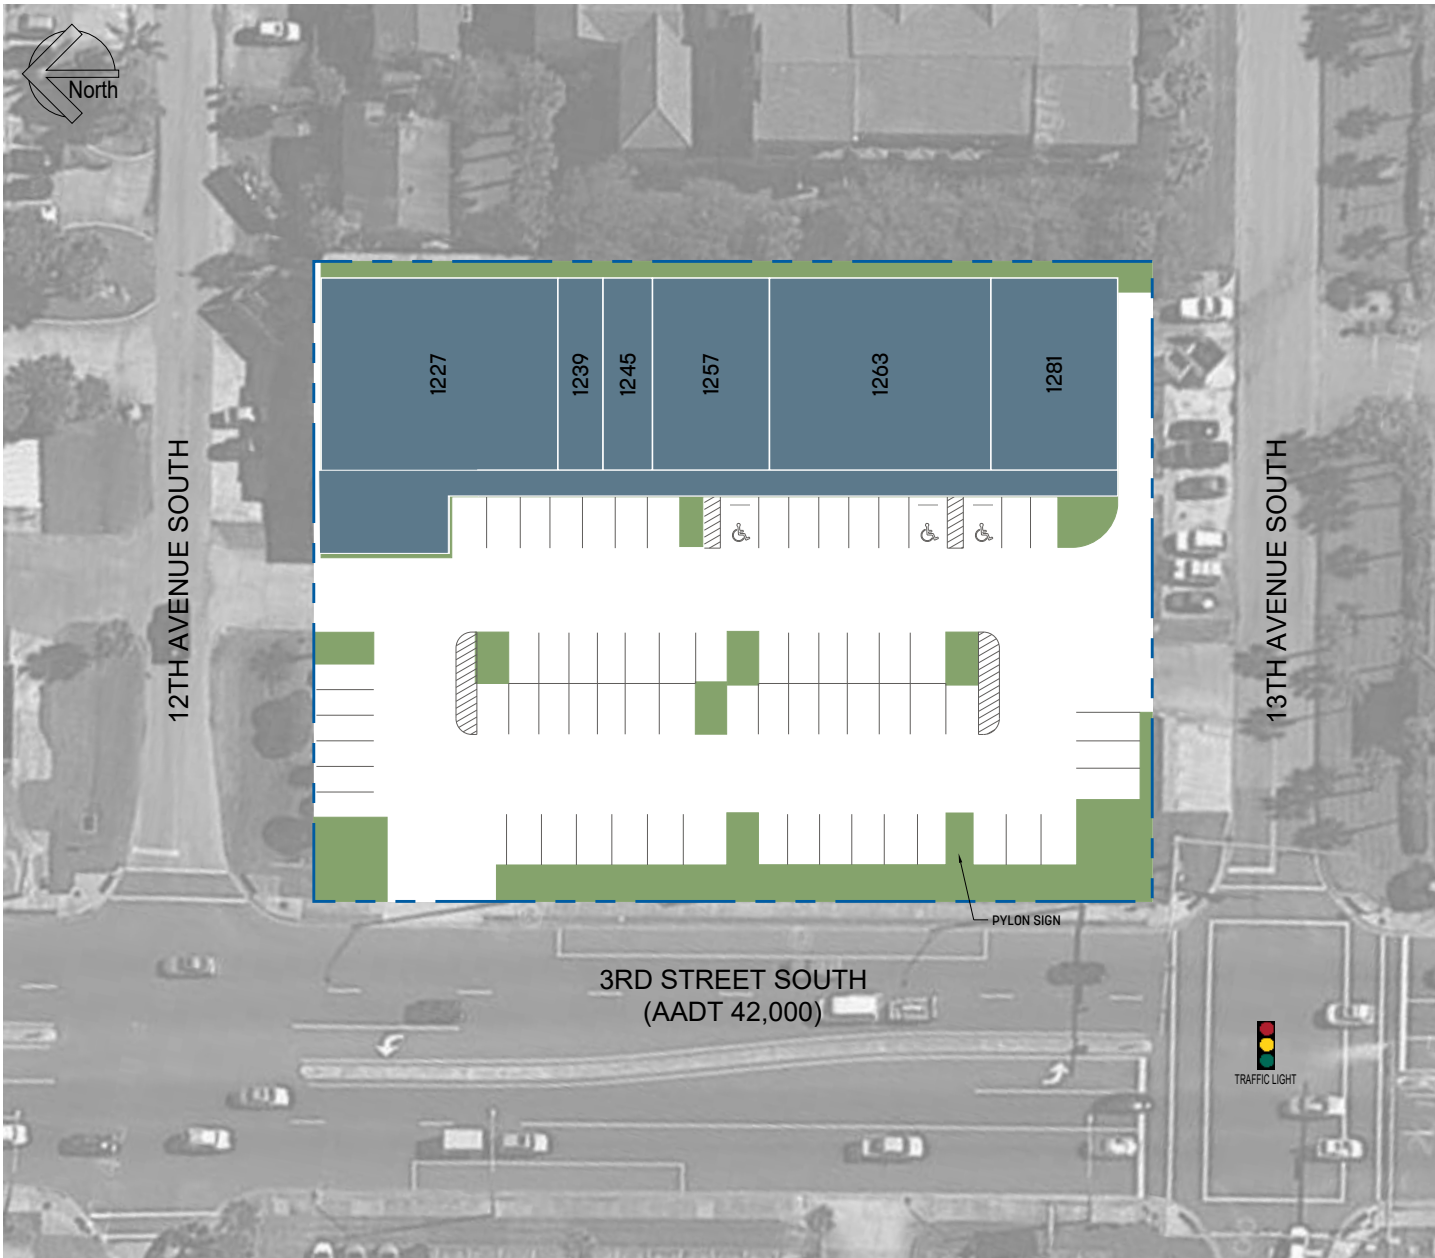 North
1227
1239
1245
1257
1263
1281
12TH AVENUE SOUTH
13TH AVENUE SOUTH
PYLON SIGN
3RD STREET SOUTH
(AADT 42,000)
TRAFFIC LIGHT